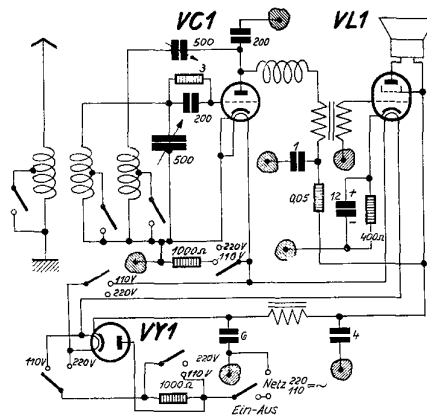 VC1
VL1
500
200
3
200
500
1
0,05
12
+
−
400Ω
1000Ω
220V
110V
110V
220V
VY1
110V
220V
220V
110V
1000Ω
6
4
Netz 220
110 =~
Ein-Aus